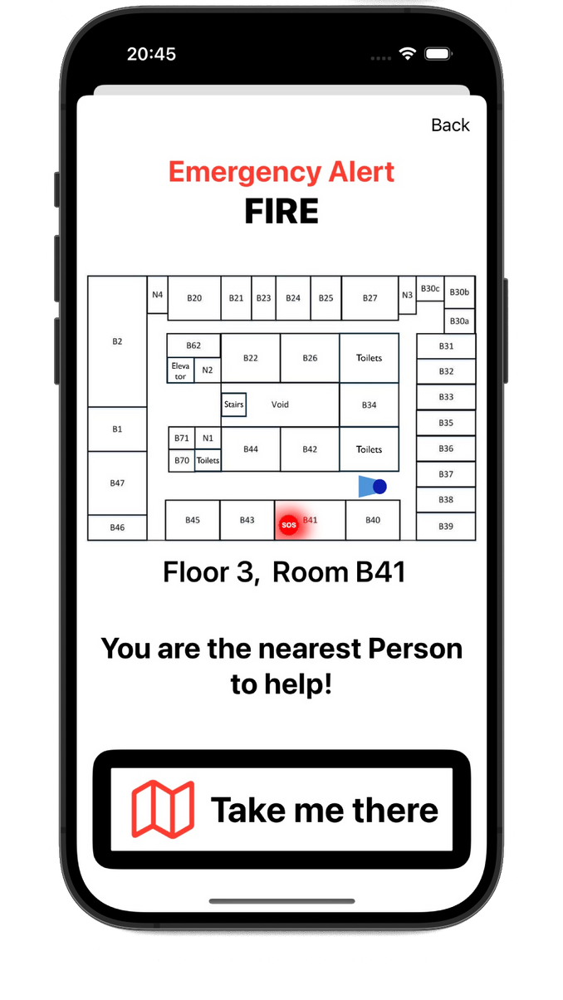 20:45
Back
Emergency Alert
FIRE
N4 B20 B21 B23 B24 B25 B27 N3 B30c B30b
B30a
B2 B62 B22 B26 Toilets B31
Eleva
tor N2 B32
Stairs Void B34 B33
B1 B35
B71 N1 B44 B42 Toilets B36
B70 Toilets
B47 B37
B38
B46 B45 B43 SOS B41 B40 B39
Floor 3, Room B41
You are the nearest Person
to help!
Take me there